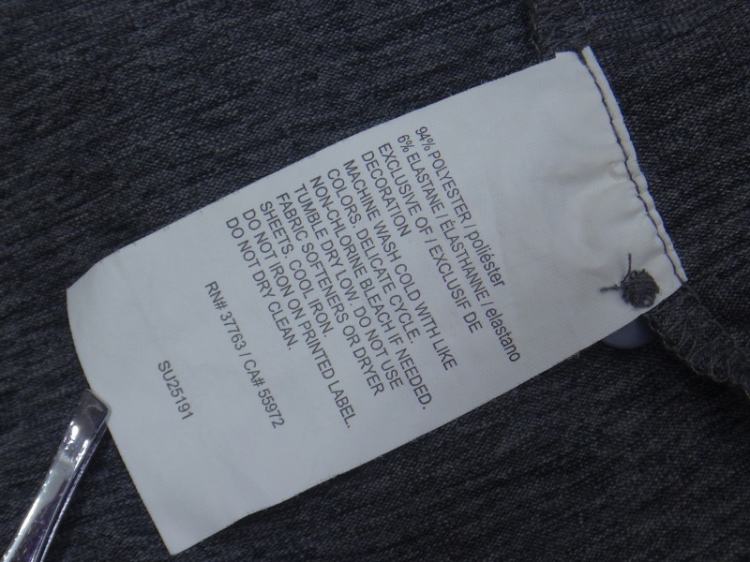 94% POLYESTER / poliéster
6% ELASTANE / ÉLASTHANNE / elastano
EXCLUSIVE OF / EXCLUSIF DE
DECORATION
MACHINE WASH COLD WITH LIKE
COLORS. DELICATE CYCLE.
NON-CHLORINE BLEACH IF NEEDED.
TUMBLE DRY LOW. DO NOT USE
FABRIC SOFTENERS OR DRYER
SHEETS. COOL IRON.
DO NOT IRON ON PRINTED LABEL.
DO NOT DRY CLEAN.
RN# 37763 / CA# 55972
SU25191